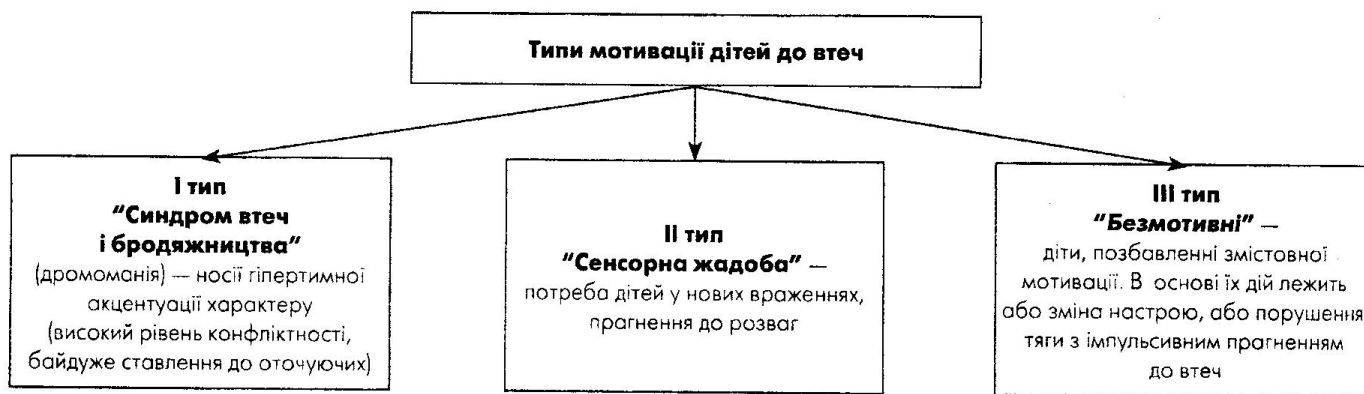 Типи мотивації дітей до втеч
I тип
“Синдром втеч
і бродяжництва”
(дромоманія) — носії гіпертимної
акцентуації характеру
(високий рівень конфліктності,
байдуже ставлення до оточуючих)
II тип
“Сенсорна жадоба” —
потреба дітей у нових враженнях,
прагнення до розваг
III тип
“Безмотивні” —
діти, позбавленні змістовної
мотивації. В основі їх дій лежить
або зміна настрою, або порушення
тяги з імпульсивним прагненням
до втеч